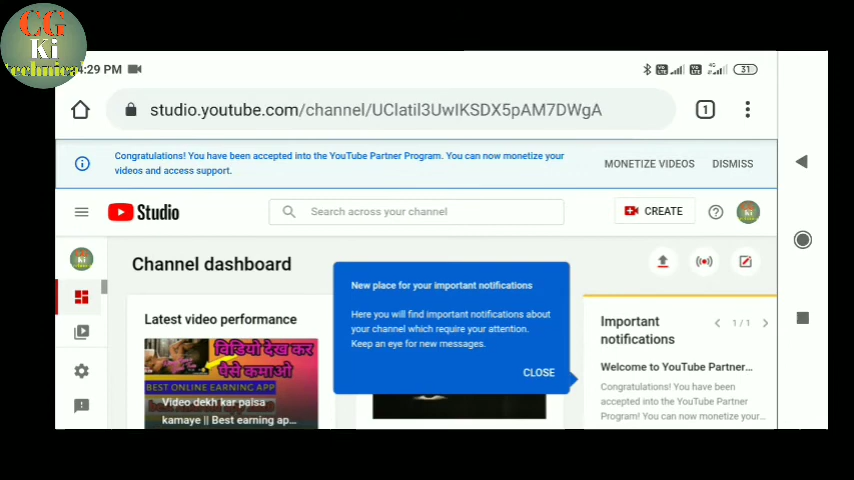 CG
Ki
technical
4:29 PM
4G
31
studio.youtube.com/channel/UClatil3UwIKSDX5pAM7DWgA
1
Congratulations! You have been accepted into the YouTube Partner Program. You can now monetize your
videos and access support.
MONETIZE VIDEOS
DISMISS
Studio
Search across your channel
CREATE
CG
Ki
Channel dashboard
New place for your important notifications
Here you will find important notifications about
your channel which require your attention.
Keep an eye for new messages.
CLOSE
Latest video performance
विडियो देख कर
पैसे कमाओ
BEST ONLINE EARNING APP
Video dekh kar paisa
kamaye || Best earning ap...
Important
notifications
1 / 1
Welcome to YouTube Partner...
Congratulations! You have been
accepted into the YouTube Partner
Program! You can now monetize your...